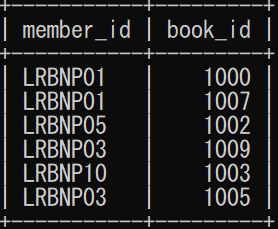 member_id | book_id
LRBNP01 | 1000
LRBNP01 | 1007
LRBNP05 | 1002
LRBNP03 | 1009
LRBNP10 | 1003
LRBNP03 | 1005